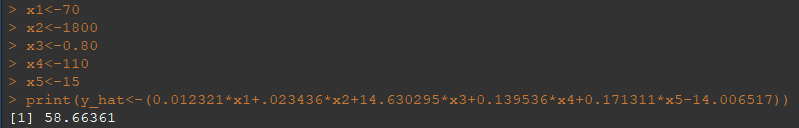 > x1<-70
> x2<-1800
> x3<-0.80
> x4<-110
> x5<-15
> print(y_hat<-(0.012321*x1+.023436*x2+14.630295*x3+0.139536*x4+0.171311*x5-14.006517))
[1] 58.66361